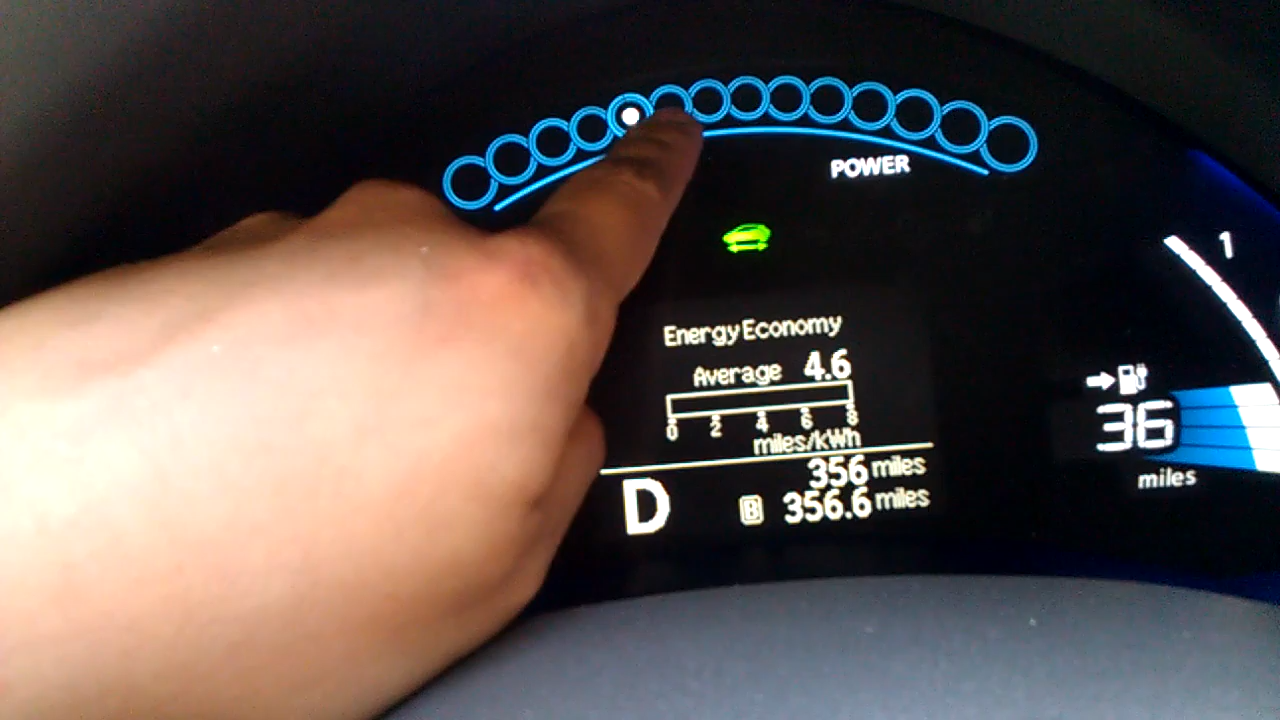 POWER
1
Energy Economy
Average 4.6
0 2 4 6 8
miles/kWh
356 miles
D B 356.6 miles
36
miles